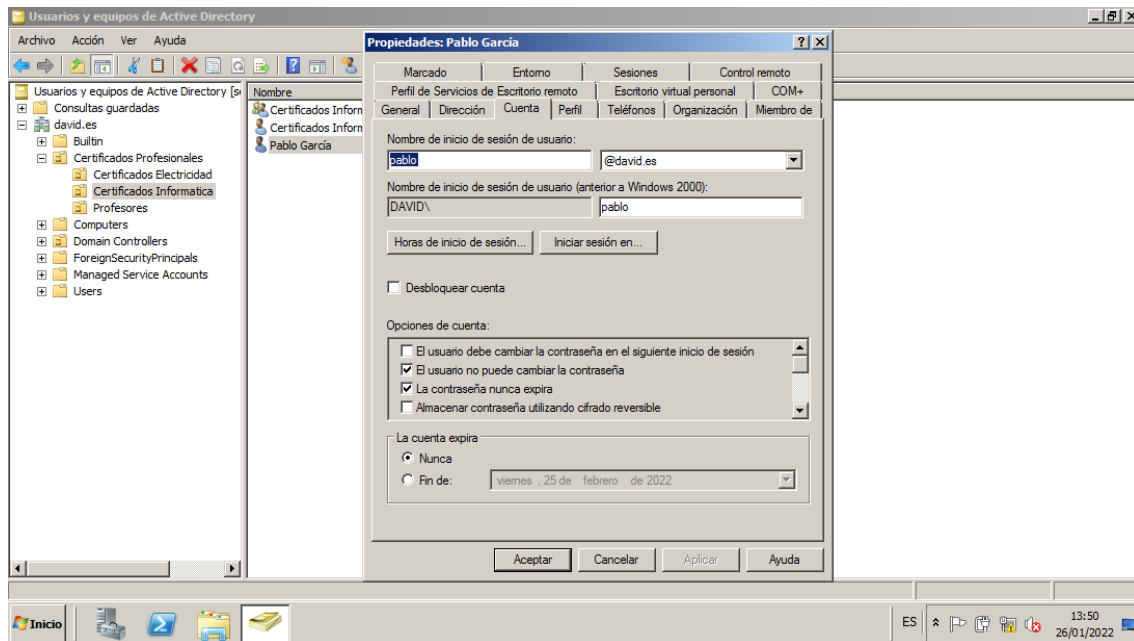 Usuarios y equipos de Active Directory
Archivo Acción Ver Ayuda
Usuarios y equipos de Active Directory [se
Consultas guardadas
david.es
Builtin
Certificados Profesionales
Certificados Electricidad
Certificados Informatica
Profesores
Computers
Domain Controllers
ForeignSecurityPrincipals
Managed Service Accounts
Users
Nombre
Certificados Inform
Certificados Inform
Pablo García
Propiedades: Pablo García
Marcado Entorno Sesiones Control remoto
Perfil de Servicios de Escritorio remoto Escritorio virtual personal COM+
General Dirección Cuenta Perfil Teléfonos Organización Miembro de
Nombre de inicio de sesión de usuario:
pablo @david.es
Nombre de inicio de sesión de usuario (anterior a Windows 2000):
DAVID\ pablo
Horas de inicio de sesión... Iniciar sesión en...
Desbloquear cuenta
Opciones de cuenta:
El usuario debe cambiar la contraseña en el siguiente inicio de sesión
El usuario no puede cambiar la contraseña
La contraseña nunca expira
Almacenar contraseña utilizando cifrado reversible
La cuenta expira
Nunca
Fin de: viernes , 25 de febrero de 2022
Aceptar Cancelar Aplicar Ayuda
Inicio ES 13:50
26/01/2022